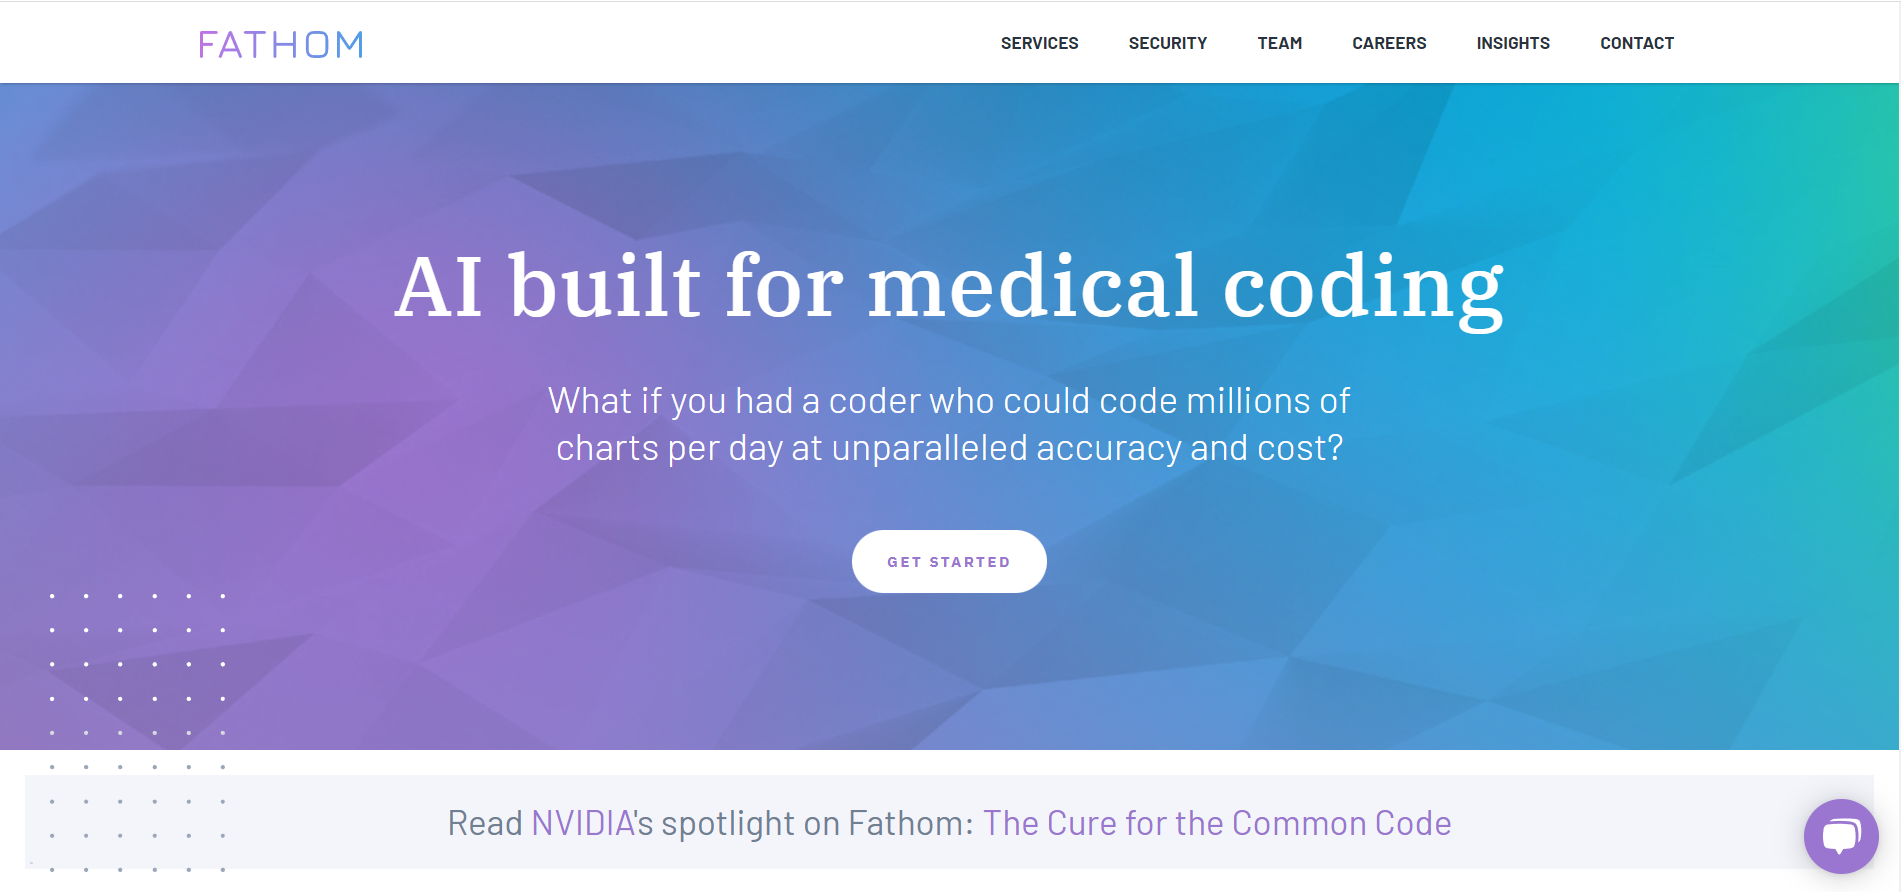 FATHOM
SERVICES SECURITY TEAM CAREERS INSIGHTS CONTACT
AI built for medical coding
What if you had a coder who could code millions of
charts per day at unparalleled accuracy and cost?
GET STARTED
Read NVIDIA's spotlight on Fathom: The Cure for the Common Code